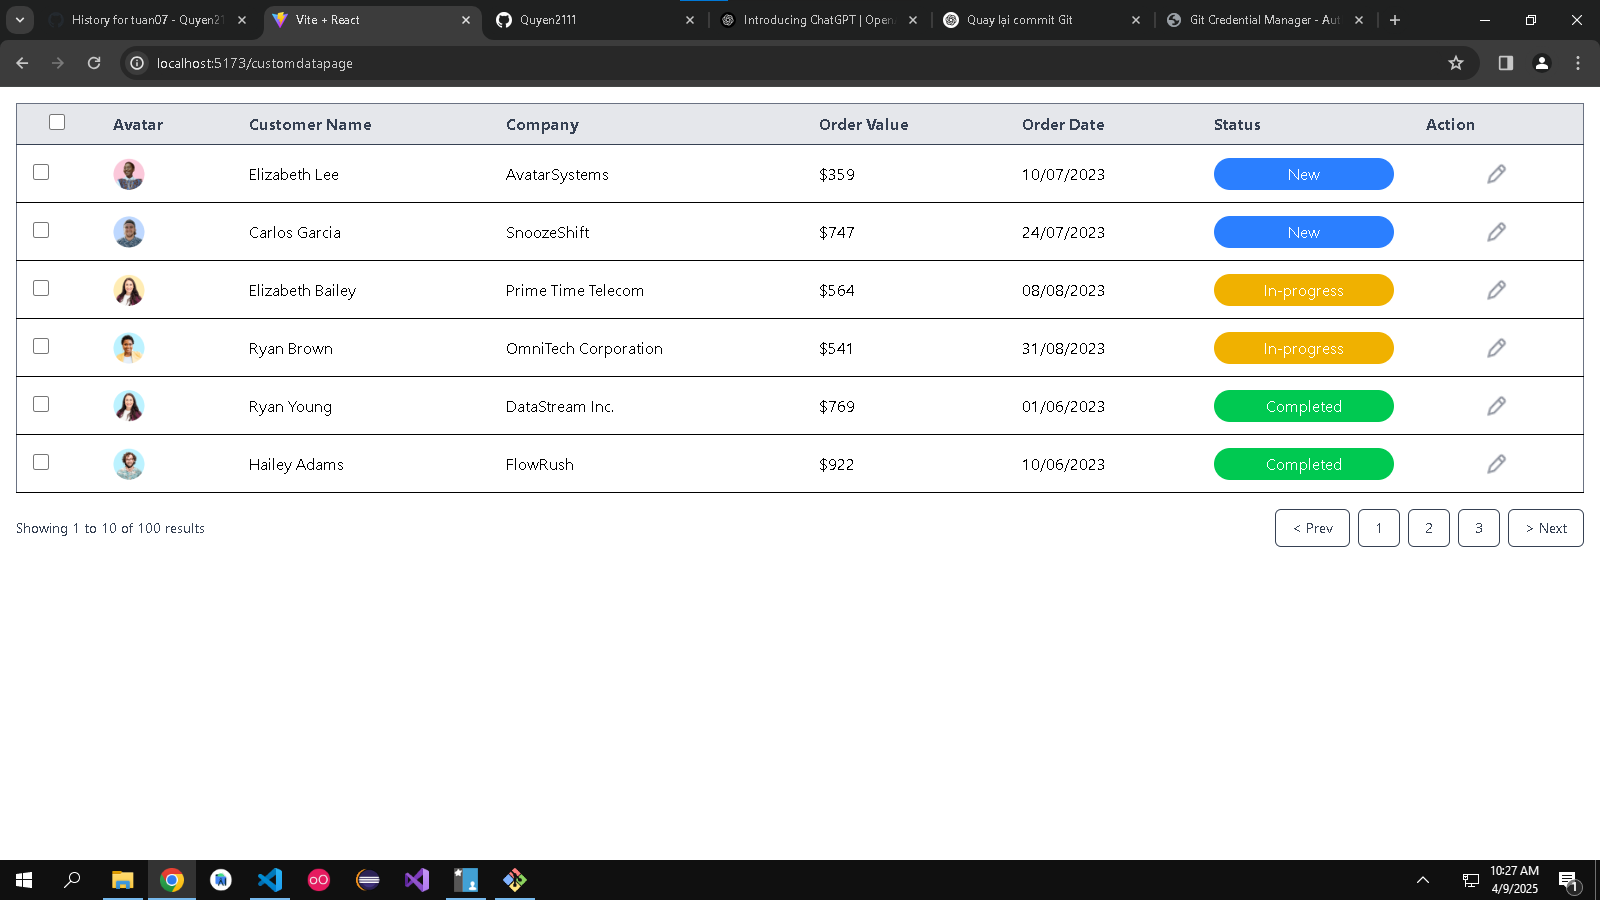 History for tuan07 - Quyen21
Vite + React
Quyen2111
Introducing ChatGPT | Open
Quay lại commit Git
Git Credential Manager - Aut
localhost:5173/customdatapage
Avatar Customer Name Company Order Value Order Date Status Action
Elizabeth Lee AvatarSystems $359 10/07/2023 New
Carlos Garcia SnoozeShift $747 24/07/2023 New
Elizabeth Bailey Prime Time Telecom $564 08/08/2023 In-progress
Ryan Brown OmniTech Corporation $541 31/08/2023 In-progress
Ryan Young DataStream Inc. $769 01/06/2023 Completed
Hailey Adams FlowRush $922 10/06/2023 Completed
Showing 1 to 10 of 100 results < Prev 1 2 3 > Next
10:27 AM
4/9/2025
1